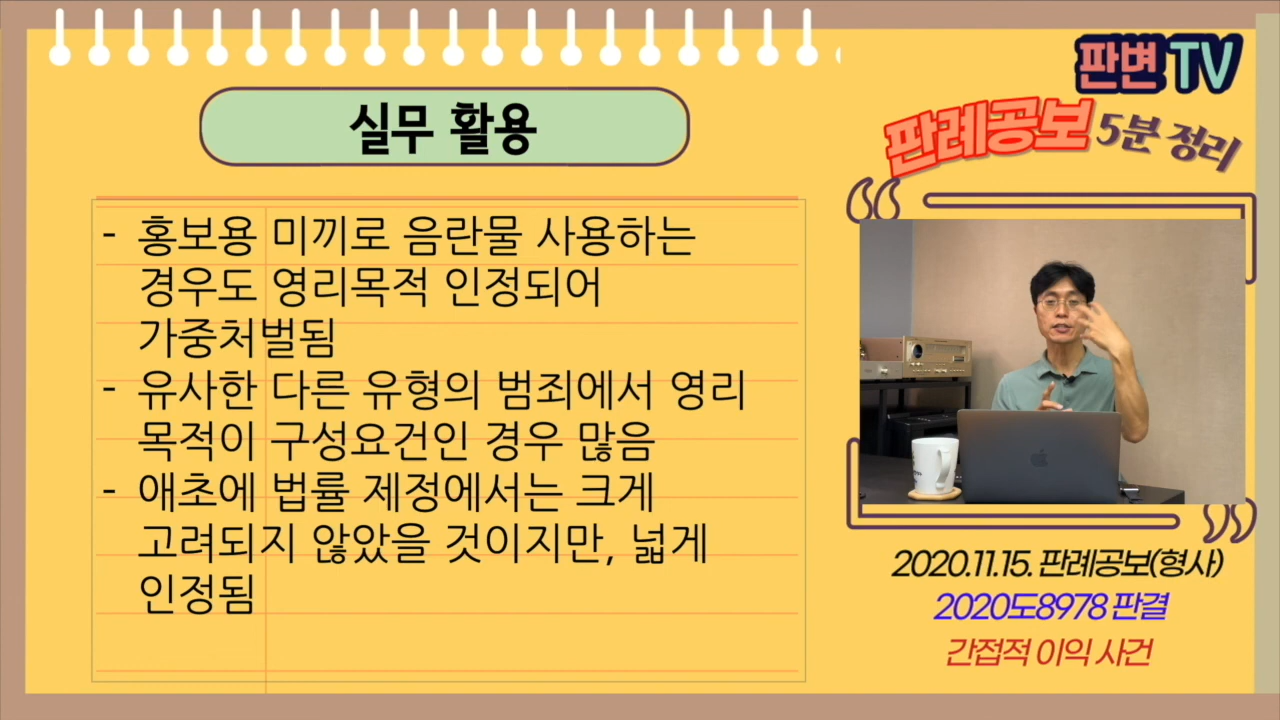 실무 활용
- 홍보용 미끼로 음란물 사용하는
경우도 영리목적 인정되어
가중처벌됨
- 유사한 다른 유형의 범죄에서 영리
목적이 구성요건인 경우 많음
- 애초에 법률 제정에서는 크게
고려되지 않았을 것이지만, 넓게
인정됨
판변 TV
판례공보 5분 정리
2020.11.15. 판례공보(형사)
2020도8978 판결
간접적 이익 사건